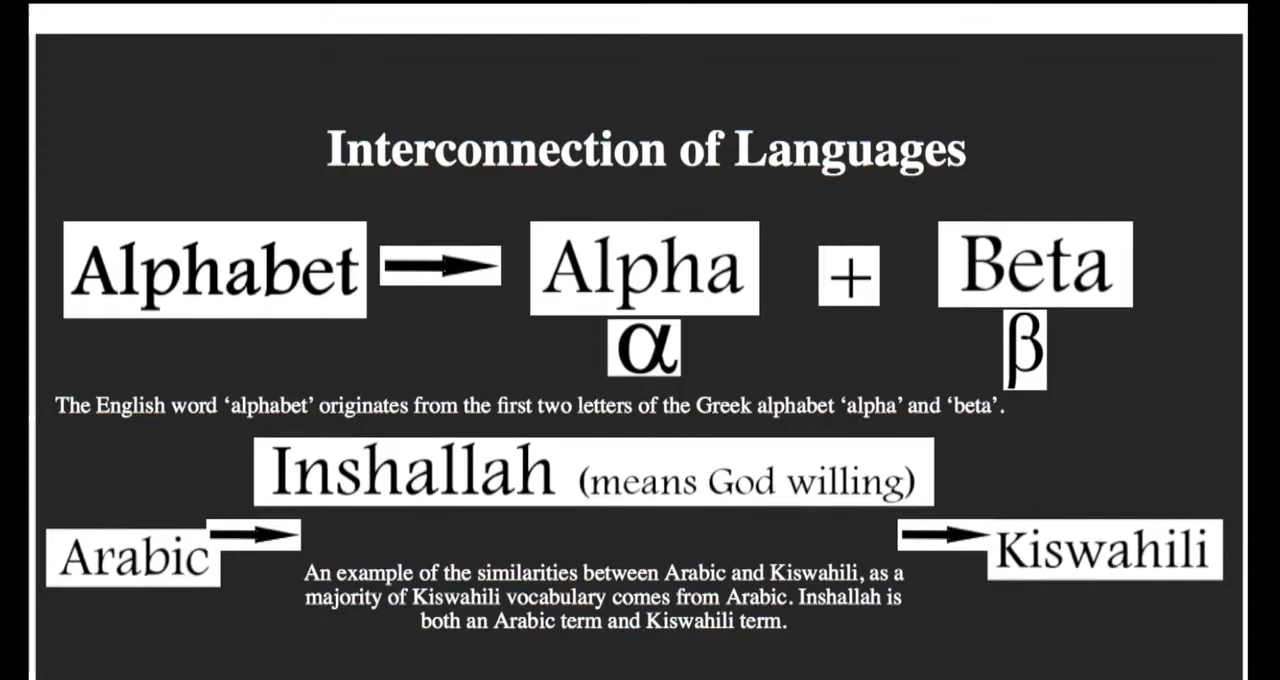 Interconnection of Languages
Alphabet Alpha + Beta
α β
The English word ‘alphabet’ originates from the first two letters of the Greek alphabet ‘alpha’ and ‘beta’.
Inshallah (means God willing)
Arabic Kiswahili
An example of the similarities between Arabic and Kiswahili, as a
majority of Kiswahili vocabulary comes from Arabic. Inshallah is
both an Arabic term and Kiswahili term.